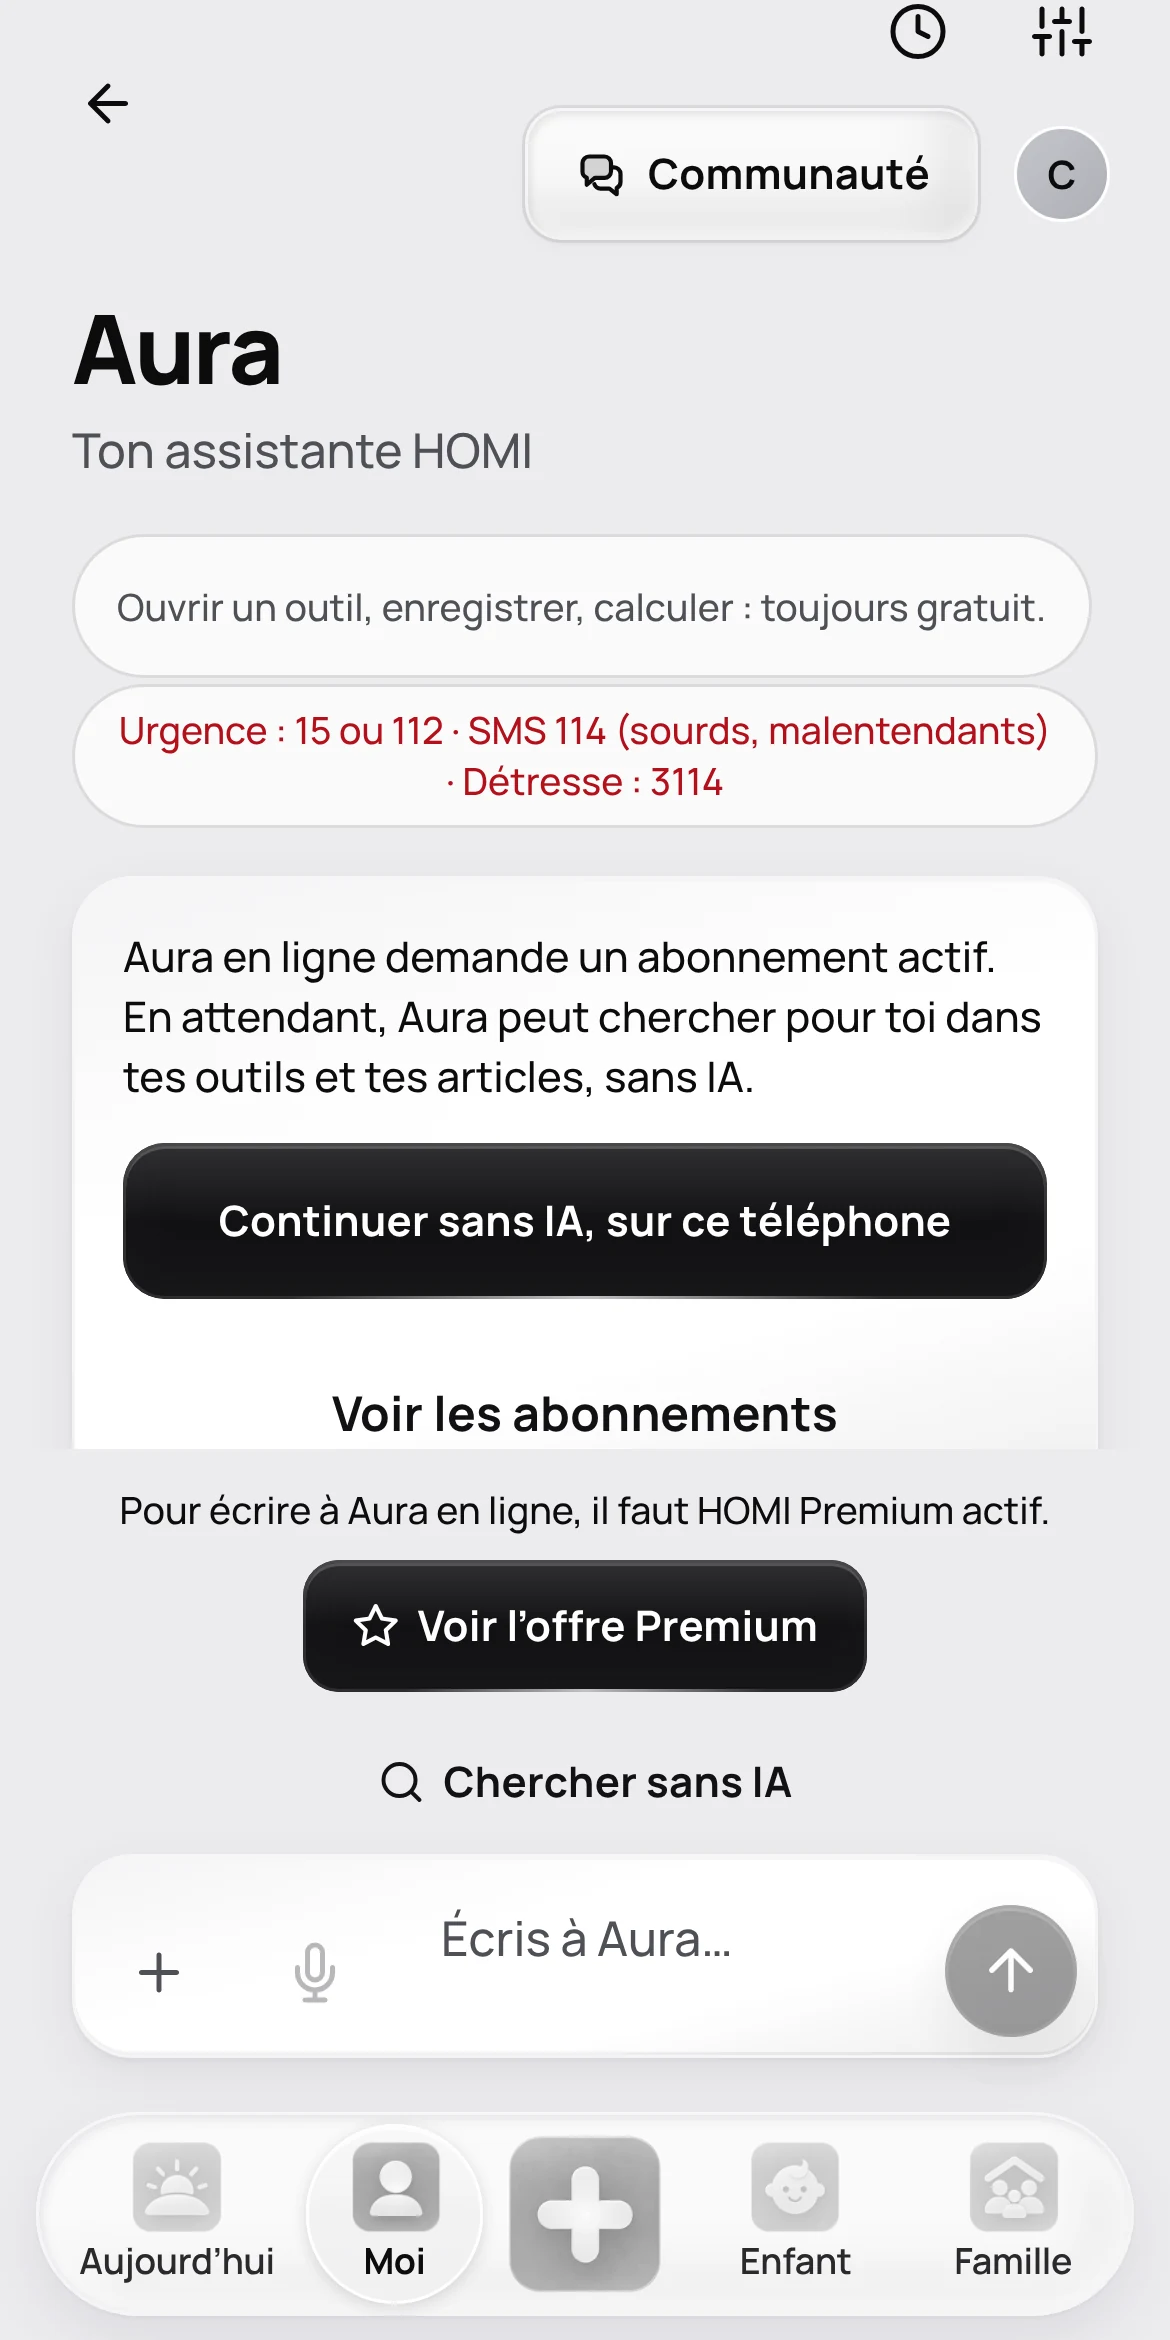 Communauté
C
Aura
Ton assistante HOMI
Ouvrir un outil, enregistrer, calculer : toujours gratuit.
Urgence : 15 ou 112 · SMS 114 (sourds, malentendants)
· Détresse : 3114
Aura en ligne demande un abonnement actif.
En attendant, Aura peut chercher pour toi dans
tes outils et tes articles, sans IA.
Continuer sans IA, sur ce téléphone
Voir les abonnements
Pour écrire à Aura en ligne, il faut HOMI Premium actif.
Voir l’offre Premium
Chercher sans IA
Écris à Aura…
Aujourd’hui
Moi
Enfant
Famille